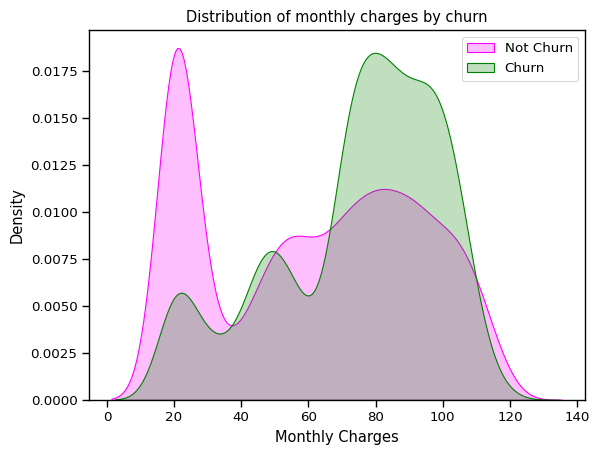 Distribution of monthly charges by churn
Not Churn
Churn
0.0175
0.0150
0.0125
0.0100
0.0075
0.0050
0.0025
0.0000
Density
0 20 40 60 80 100 120 140
Monthly Charges